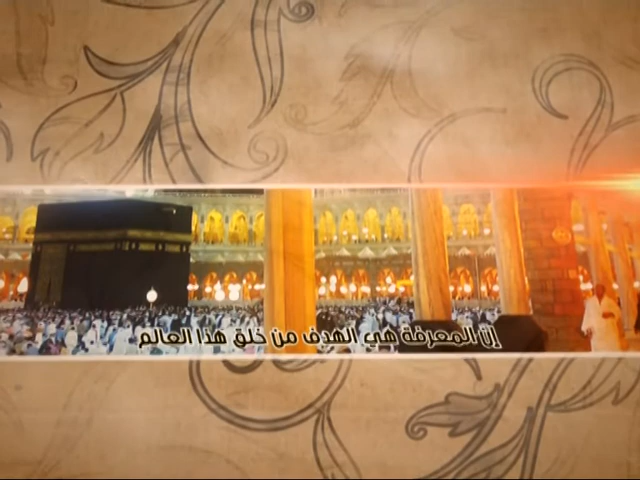 إن المعرفة هي الهدف من خلق هذا العالم